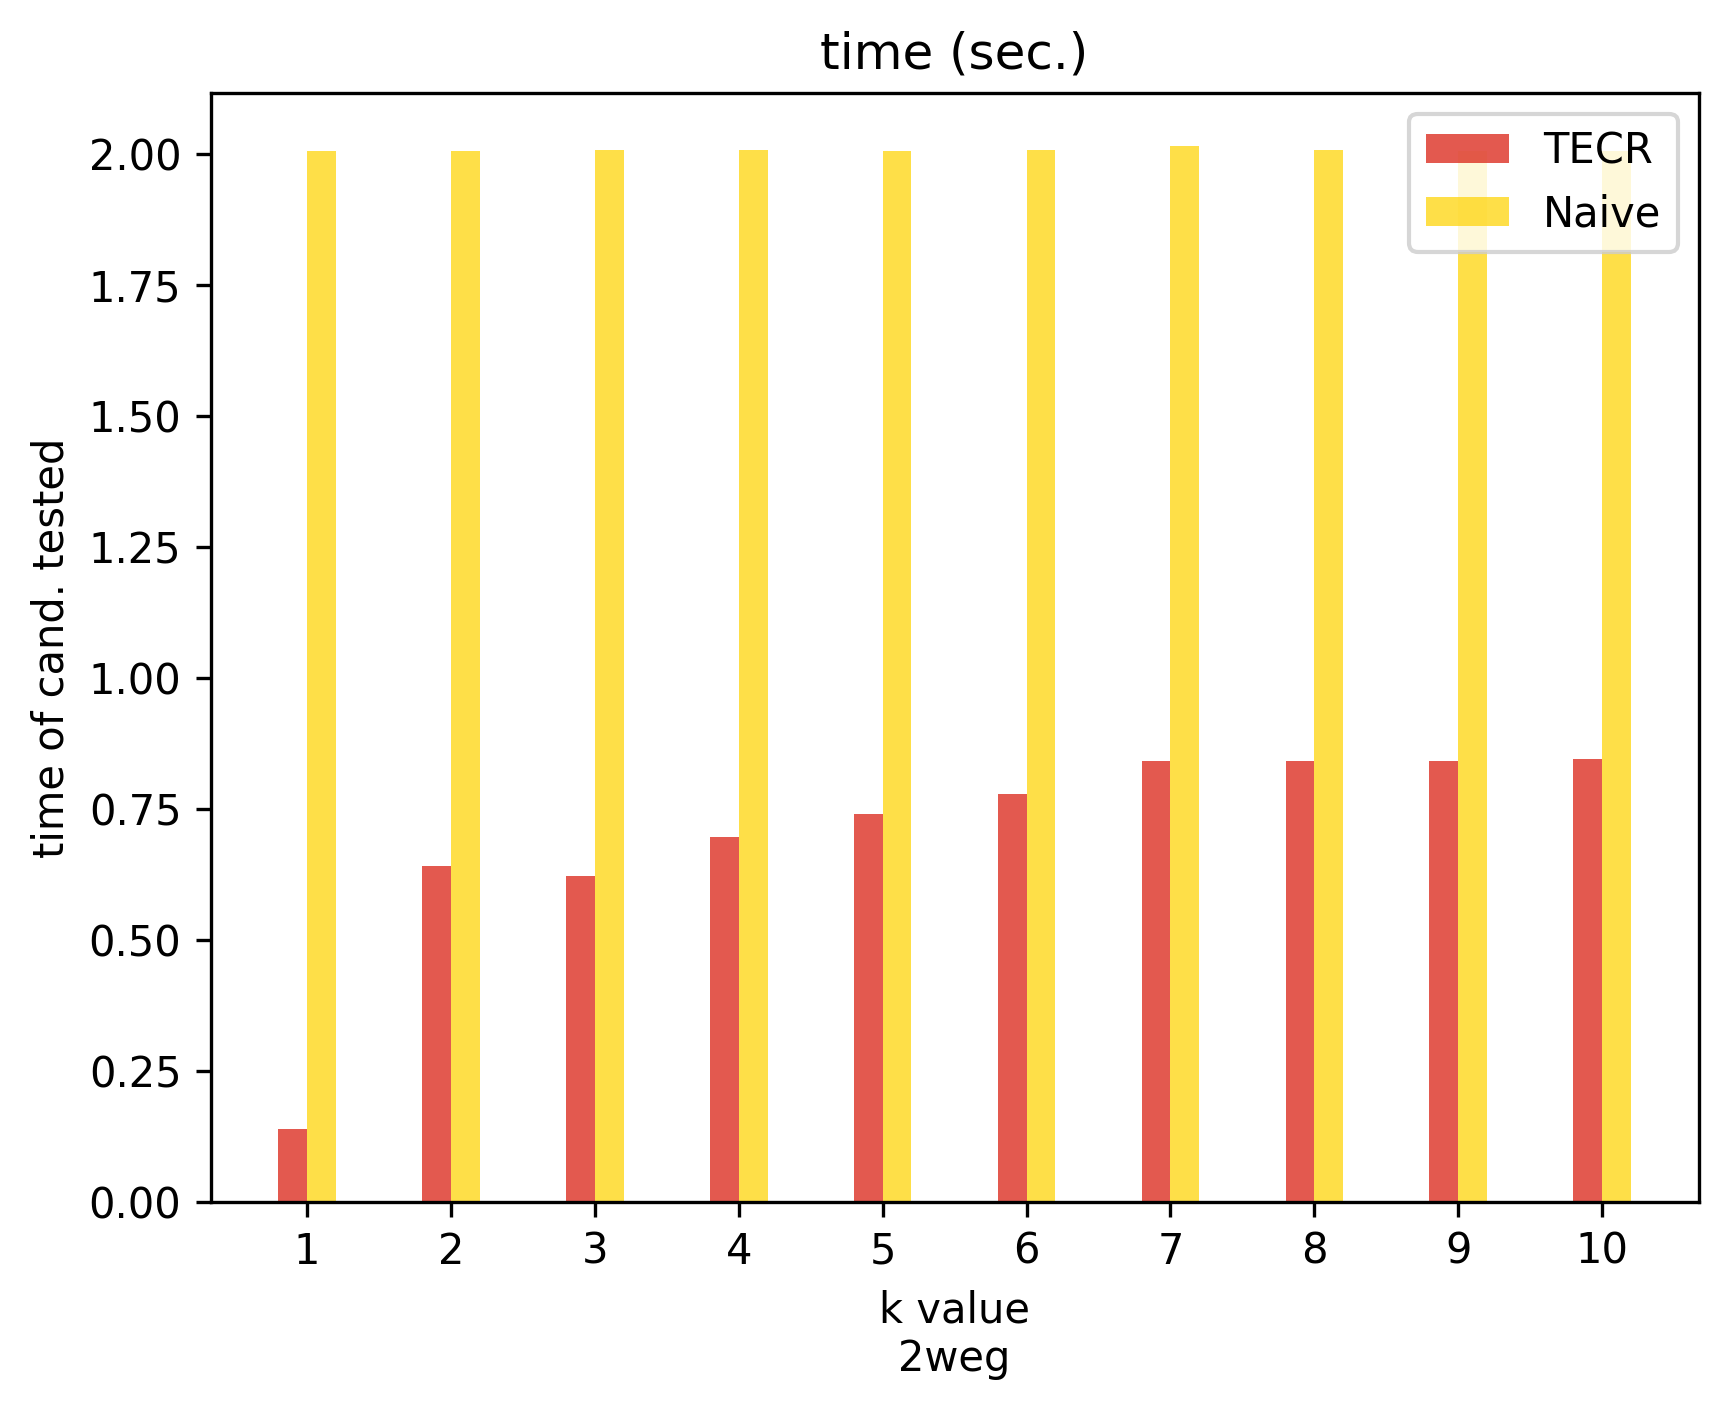 time (sec.)
TECR
Naive
time of cand. tested
2.00
1.75
1.50
1.25
1.00
0.75
0.50
0.25
0.00
1 2 3 4 5 6 7 8 9 10
k value
2weg